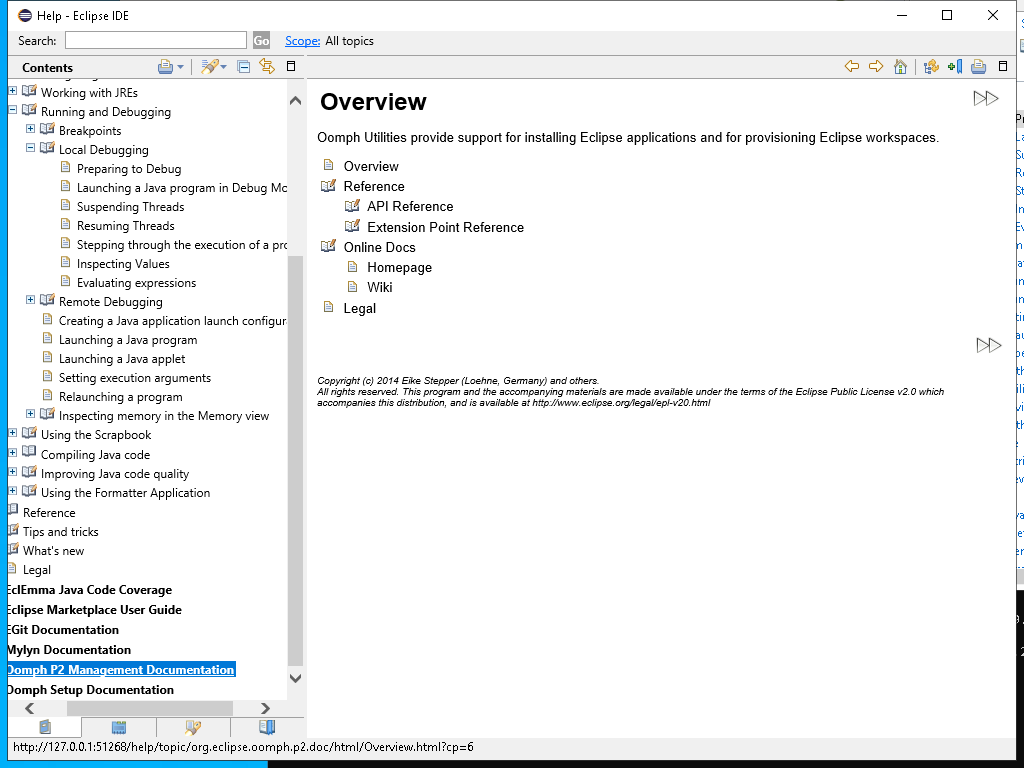 Help - Eclipse IDE
Search:
Go
Scope: All topics
Contents
Working with JREs
Running and Debugging
Breakpoints
Local Debugging
Preparing to Debug
Launching a Java program in Debug Mo
Suspending Threads
Resuming Threads
Stepping through the execution of a pro
Inspecting Values
Evaluating expressions
Remote Debugging
Creating a Java application launch configur
Launching a Java program
Launching a Java applet
Setting execution arguments
Relaunching a program
Inspecting memory in the Memory view
Using the Scrapbook
Compiling Java code
Improving Java code quality
Using the Formatter Application
Reference
Tips and tricks
What's new
Legal
EclEmma Java Code Coverage
Eclipse Marketplace User Guide
EGit Documentation
Mylyn Documentation
Oomph P2 Management Documentation
Oomph Setup Documentation
Overview
Oomph Utilities provide support for installing Eclipse applications and for provisioning Eclipse workspaces.
Overview
Reference
API Reference
Extension Point Reference
Online Docs
Homepage
Wiki
Legal
Copyright (c) 2014 Eike Stepper (Loehne, Germany) and others.
All rights reserved. This program and the accompanying materials are made available under the terms of the Eclipse Public License v2.0 which
accompanies this distribution, and is available at http://www.eclipse.org/legal/epl-v20.html
http://127.0.0.1:51268/help/topic/org.eclipse.oomph.p2.doc/html/Overview.html?cp=6